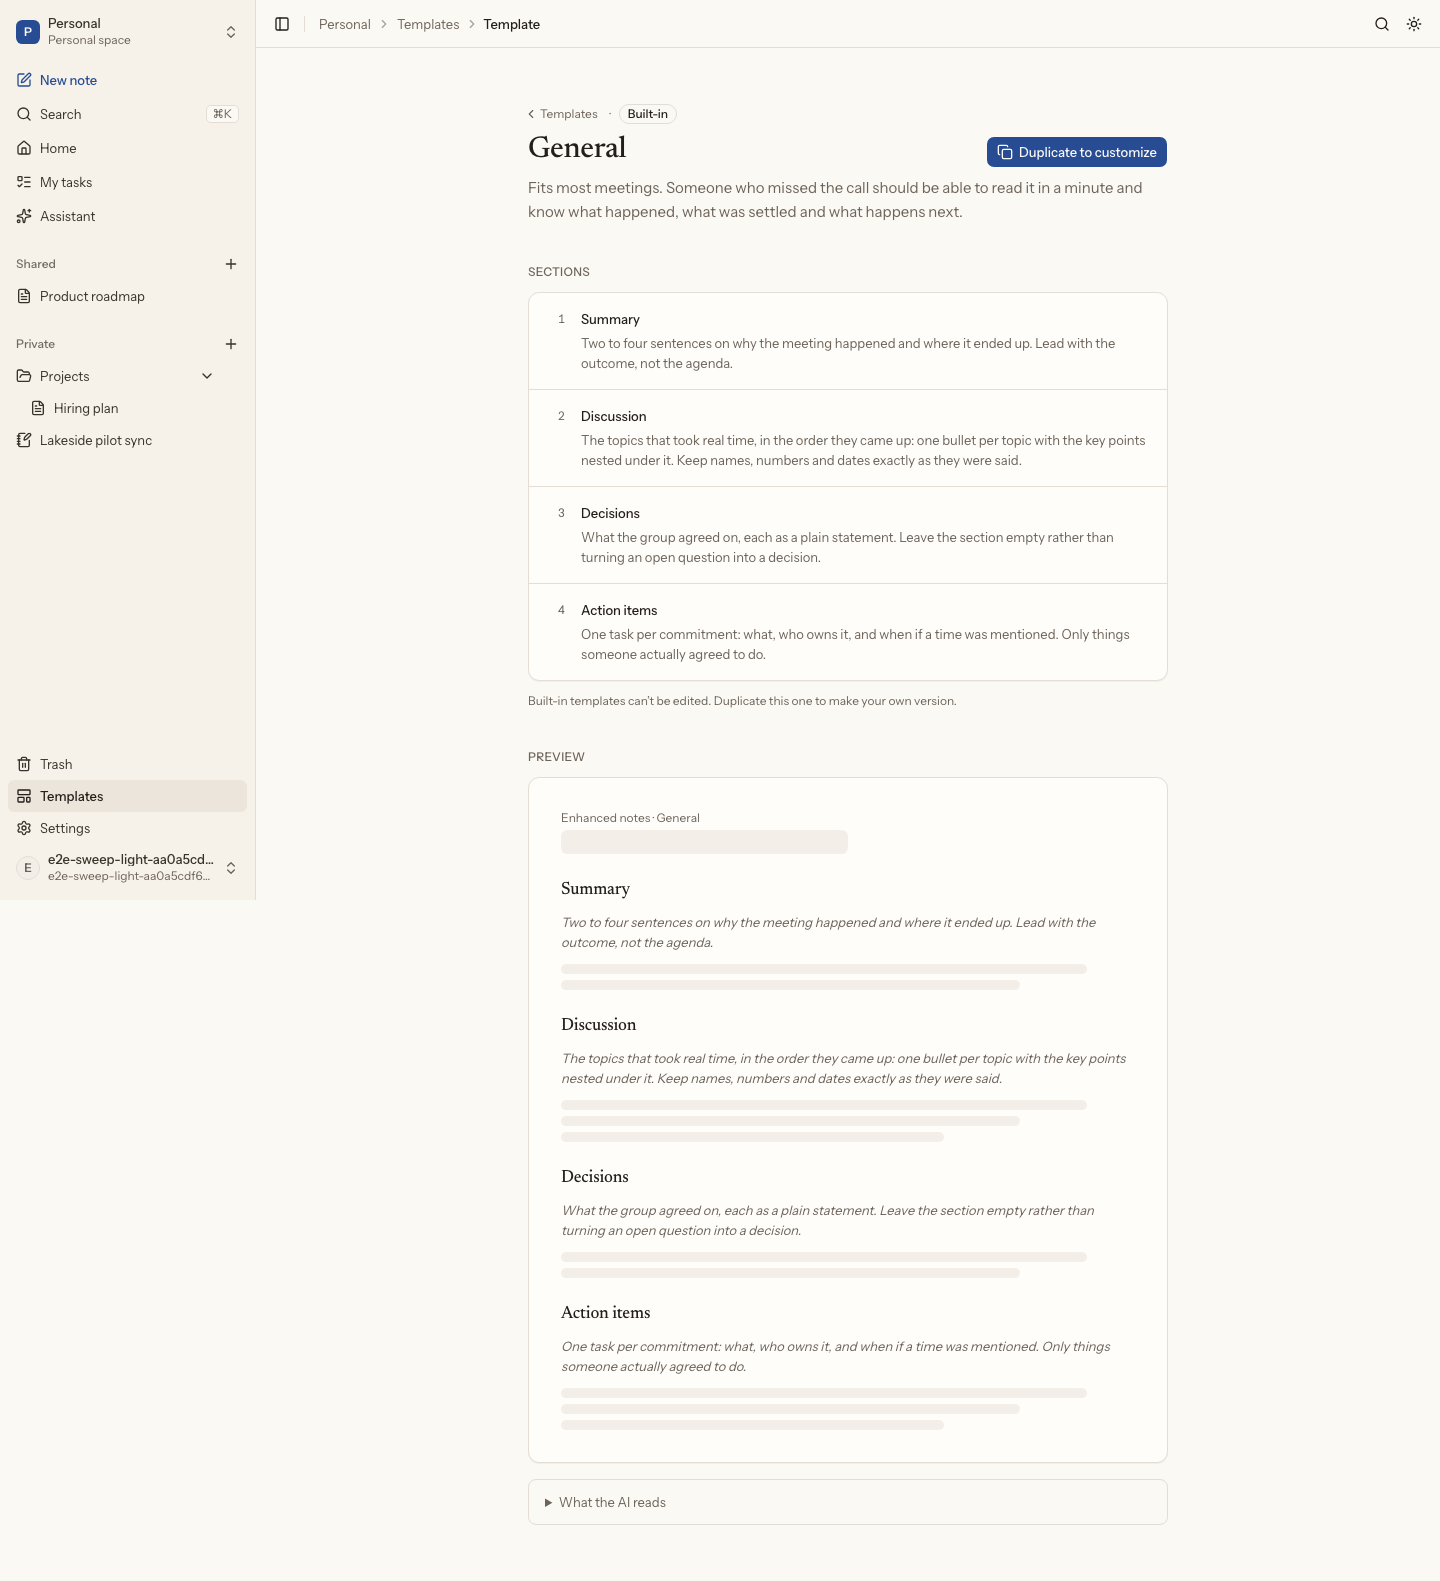 P
Personal
Personal space
New note
Search ⌘K
Home
My tasks
Assistant
Shared
Product roadmap
Private
Projects
Hiring plan
Lakeside pilot sync
Trash
Templates
Settings
E
e2e-sweep-light-aa0a5cd...
e2e-sweep-light-aa0a5cdf6...
Personal > Templates > Template
Templates · Built-in
General
Duplicate to customize
Fits most meetings. Someone who missed the call should be able to read it in a minute and
know what happened, what was settled and what happens next.
SECTIONS
1 Summary
Two to four sentences on why the meeting happened and where it ended up. Lead with the
outcome, not the agenda.
2 Discussion
The topics that took real time, in the order they came up: one bullet per topic with the key points
nested under it. Keep names, numbers and dates exactly as they were said.
3 Decisions
What the group agreed on, each as a plain statement. Leave the section empty rather than
turning an open question into a decision.
4 Action items
One task per commitment: what, who owns it, and when if a time was mentioned. Only things
someone actually agreed to do.
Built-in templates can't be edited. Duplicate this one to make your own version.
PREVIEW
Enhanced notes · General
Summary
Two to four sentences on why the meeting happened and where it ended up. Lead with the
outcome, not the agenda.
Discussion
The topics that took real time, in the order they came up: one bullet per topic with the key points
nested under it. Keep names, numbers and dates exactly as they were said.
Decisions
What the group agreed on, each as a plain statement. Leave the section empty rather than
turning an open question into a decision.
Action items
One task per commitment: what, who owns it, and when if a time was mentioned. Only things
someone actually agreed to do.
What the AI reads